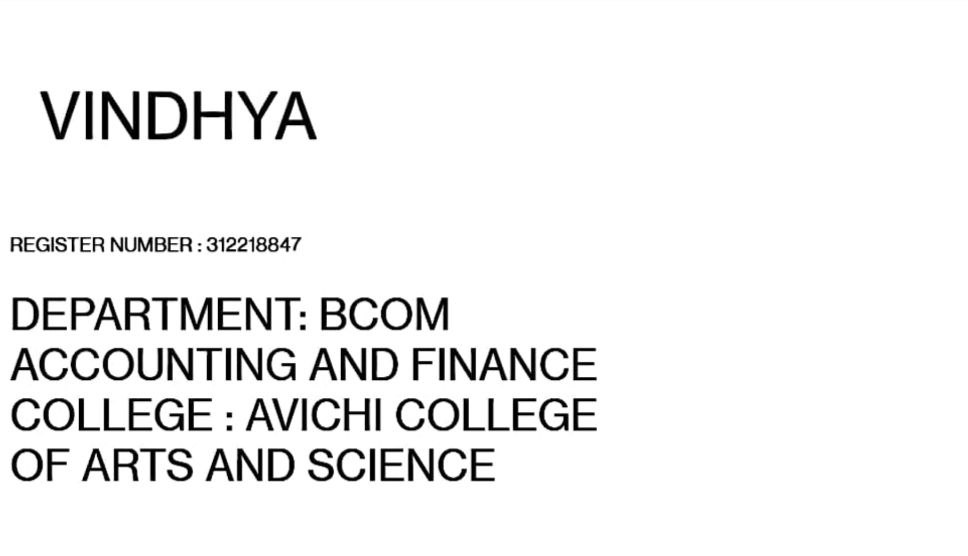 VINDHYA
REGISTER NUMBER : 312218847
DEPARTMENT: BCOM
ACCOUNTING AND FINANCE
COLLEGE : AVICHI COLLEGE
OF ARTS AND SCIENCE